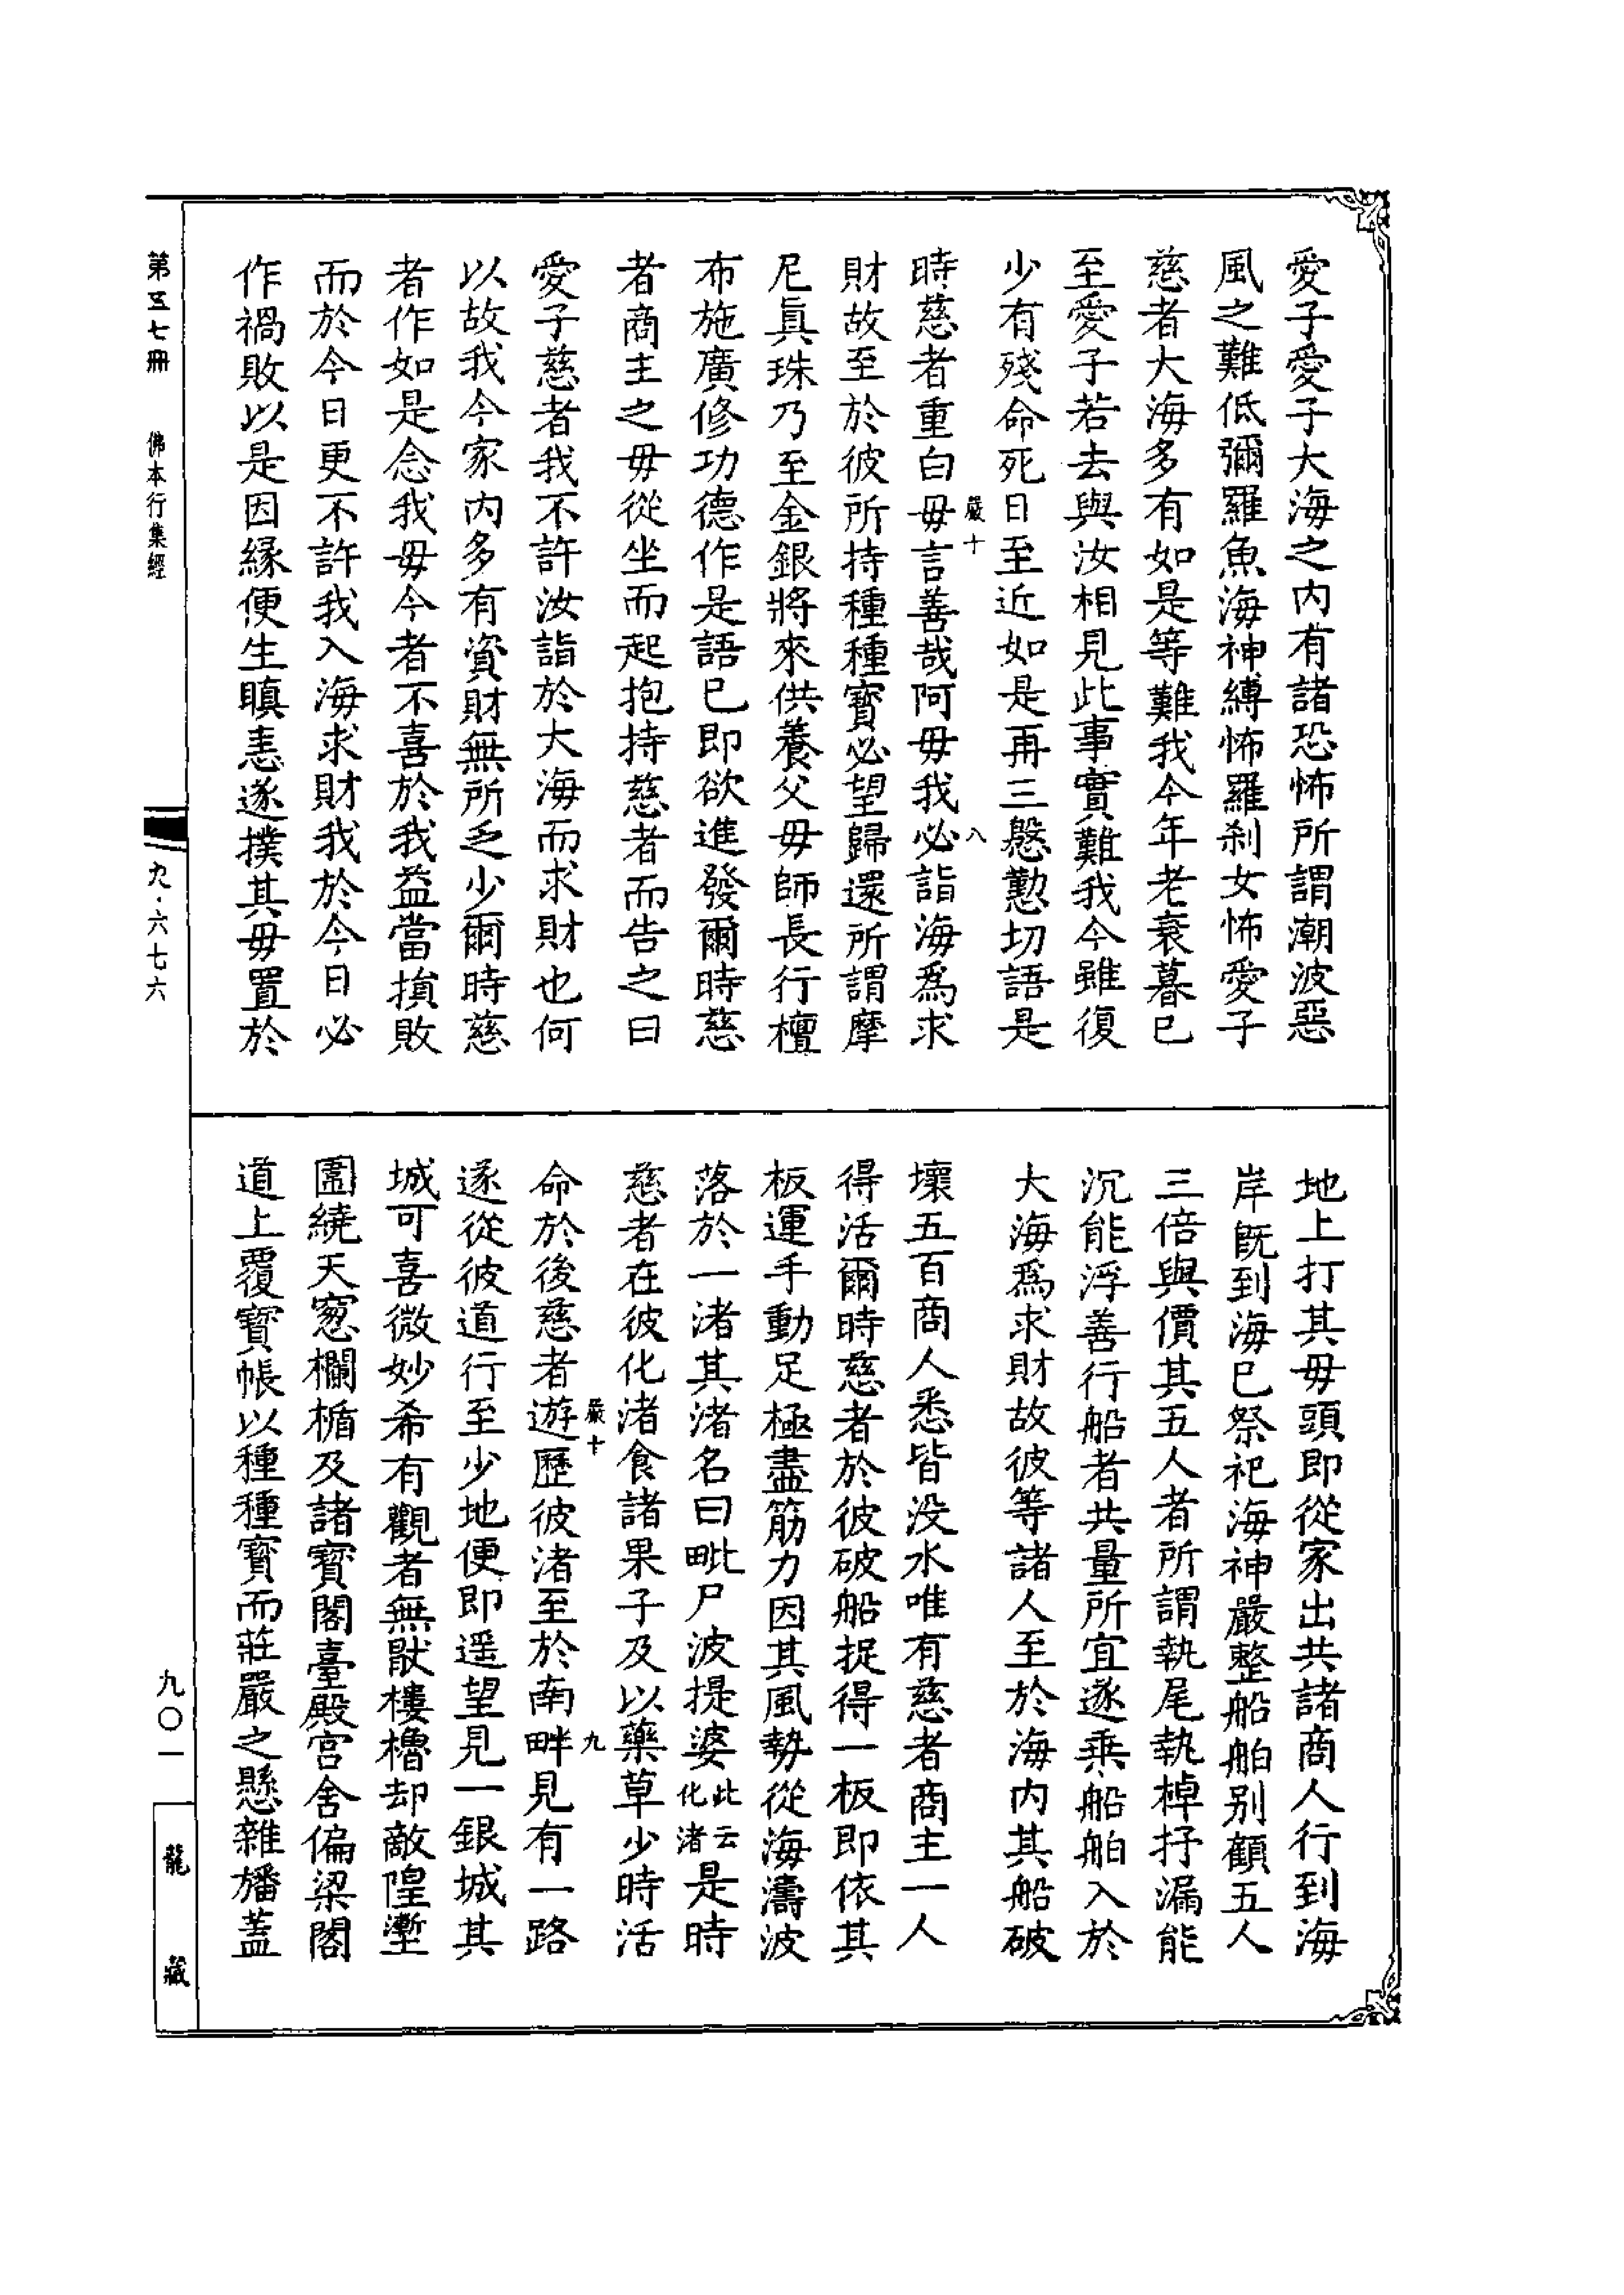 愛子愛子大海之内有諸恐怖所謂潮波惡
風之難低彌羅魚海神縛怖羅刹女怖愛子
慈者大海多有如是等難我今年老衰暮已
至愛子若去與汝相見此事實難我今雖復
少有殘命死日至近如是再三慇懃切語是
嚴十 八
時慈者重白毋言善哉阿毋我必詣海爲求
財故至於彼所持種種寳必望歸還所謂摩
尼眞珠乃至金銀將來供養父毋師長行檀
布施廣修功德作是語已即欲進發爾時慈
者商主之毋從坐而起抱持慈者而告之曰
愛子慈者我不許汝詣於大海而求財也何
以故我今家内多有資財無所乏少爾時慈
者作如是念我毋今者不喜於我益當損敗
而於今日更不許我入海求財我於今日必
作禍敗以是因緣便生瞋恚遂撲其毋置於
地上打其毋頭即從家出共諸商人行到海
岸旣到海已祭祀海神嚴整船舶别顧五人
三倍與價其五人者所謂執尾執棹抒漏能
沉能浮善行船者共量所宜遂乘船舶入於
大海爲求財故彼等諸人至於海内其船破
壞五百商人悉皆没水唯有慈者商主一人
得活爾時慈者於彼破船捉得一板即依其
板運手動足極盡筋力因其風勢從海濤波
落於一渚其渚名曰毗尸波提婆此云化渚是時
慈者在彼化渚食諸果子及以藥草少時活
嚴十 九
命於後慈者遊歷彼渚至於南畔見有一路
遂從彼道行至少地便即遥望見一銀城其
城可喜微妙希有觀者無猒樓櫓却敵隍壍
圍繞天窻欄楯及諸寳閣臺殿宫舍偏梁閣
道上覆寳帳以種種寳而莊嚴之懸雜旛蓋
第五七冊 佛本行集經 九·六七六
九〇一
龍藏